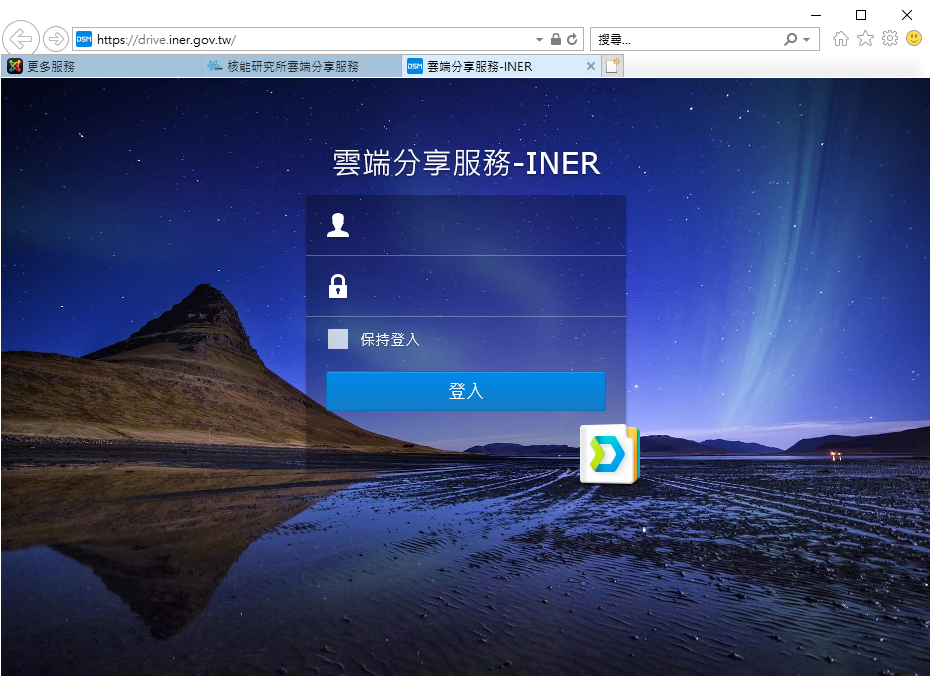 DSM https://drive.iner.gov.tw/ 搜尋...
更多服務 核能研究所雲端分享服務 DSM 雲端分享服務-INER
雲端分享服務-INER
保持登入
登入